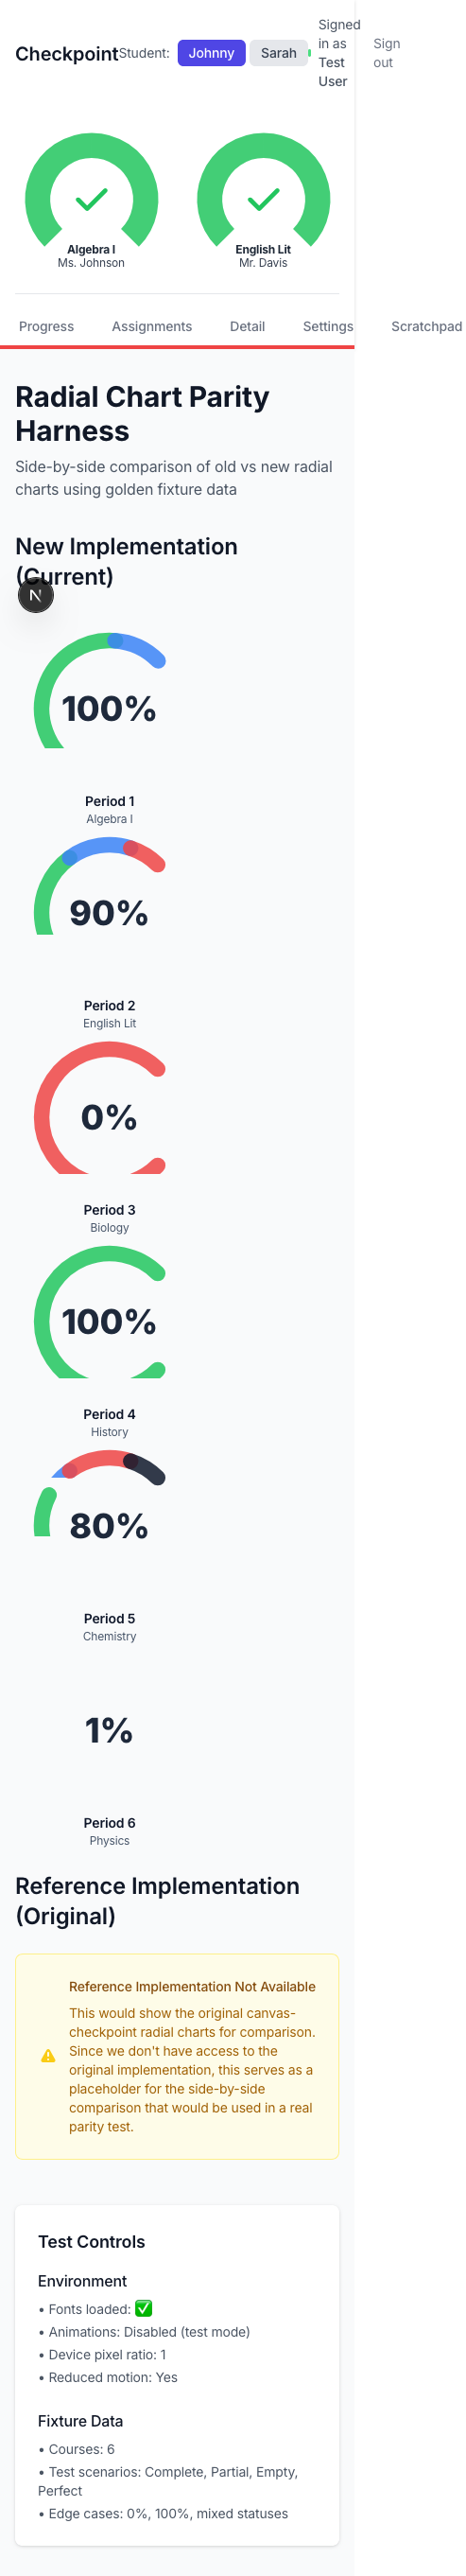 Checkpoint
Student:
Johnny
Sarah
Signed
in as
Test
User
Sign
out
Algebra I
Ms. Johnson
English Lit
Mr. Davis
Progress
Assignments
Detail
Settings
Scratchpad
Radial Chart Parity
Harness
Side-by-side comparison of old vs new radial
charts using golden fixture data
New Implementation
(Current)
N
100%
Period 1
Algebra I
90%
Period 2
English Lit
0%
Period 3
Biology
100%
Period 4
History
80%
Period 5
Chemistry
1%
Period 6
Physics
Reference Implementation
(Original)
Reference Implementation Not Available
This would show the original canvas-
checkpoint radial charts for comparison.
Since we don't have access to the
original implementation, this serves as a
placeholder for the side-by-side
comparison that would be used in a real
parity test.
Test Controls
Environment
• Fonts loaded: ✅
• Animations: Disabled (test mode)
• Device pixel ratio: 1
• Reduced motion: Yes
Fixture Data
• Courses: 6
• Test scenarios: Complete, Partial, Empty,
Perfect
• Edge cases: 0%, 100%, mixed statuses